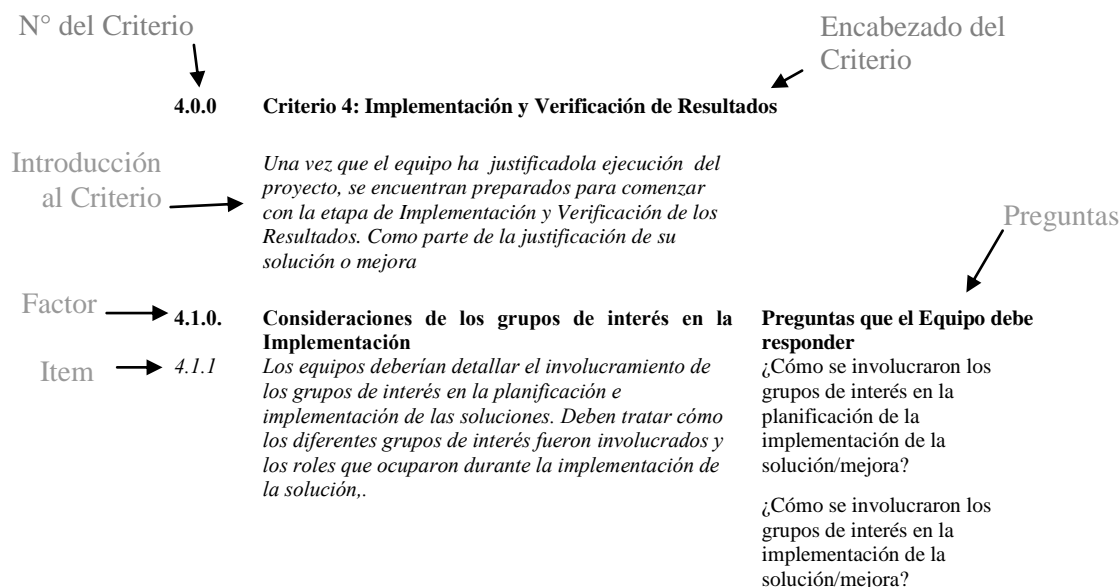 N° del Criterio
Encabezado del
Criterio
4.0.0 Criterio 4: Implementación y Verificación de Resultados
Introducción
al Criterio
Una vez que el equipo ha justificadola ejecución del
proyecto, se encuentran preparados para comenzar
con la etapa de Implementación y Verificación de los
Resultados. Como parte de la justificación de su
solución o mejora
Preguntas
Factor
4.1.0. Consideraciones de los grupos de interés en la
Implementación
Item
4.1.1 Los equipos deberían detallar el involucramiento de
los grupos de interés en la planificación e
implementación de las soluciones. Deben tratar cómo
los diferentes grupos de interés fueron involucrados y
los roles que ocuparon durante la implementación de
la solución,.
Preguntas que el Equipo debe
responder
¿Cómo se involucraron los
grupos de interés en la
planificación de la
implementación de la
solución/mejora?
¿Cómo se involucraron los
grupos de interés en la
implementación de la
solución/mejora?